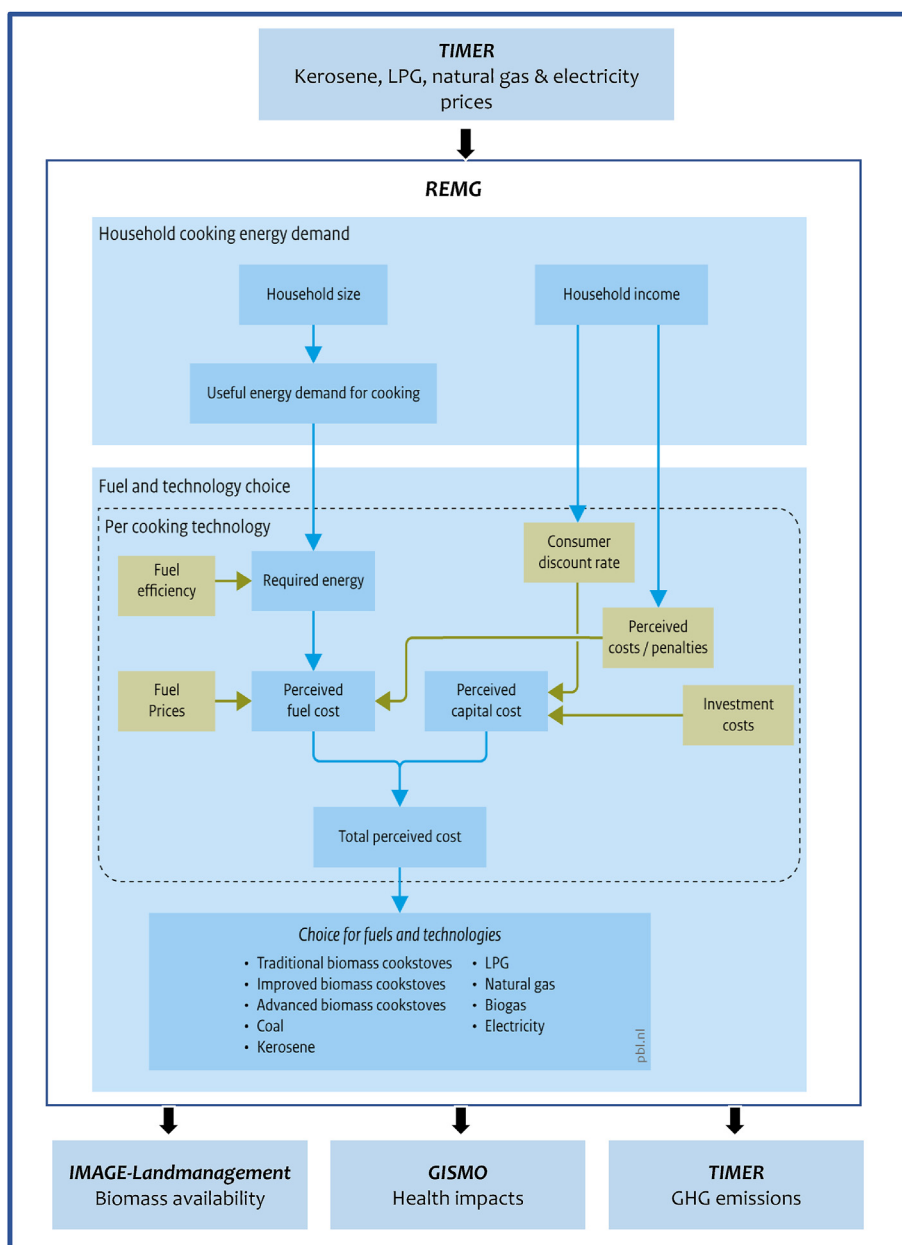 TIMER
Kerosene, LPG, natural gas & electricity
prices
REMG
Household cooking energy demand
Household size
Household income
Useful energy demand for cooking
Fuel and technology choice
Per cooking technology
Consumer
discount rate
Fuel
efficiency
Required energy
Perceived
costs / penalties
Fuel
Prices
Perceived
fuel cost
Perceived
capital cost
Investment
costs
Total perceived cost
Choice for fuels and technologies
• Traditional biomass cookstoves
• Improved biomass cookstoves
• Advanced biomass cookstoves
• Coal
• Kerosene
• LPG
• Natural gas
• Biogas
• Electricity
pbl.nl
IMAGE-Landmanagement
Biomass availability
GISMO
Health impacts
TIMER
GHG emissions